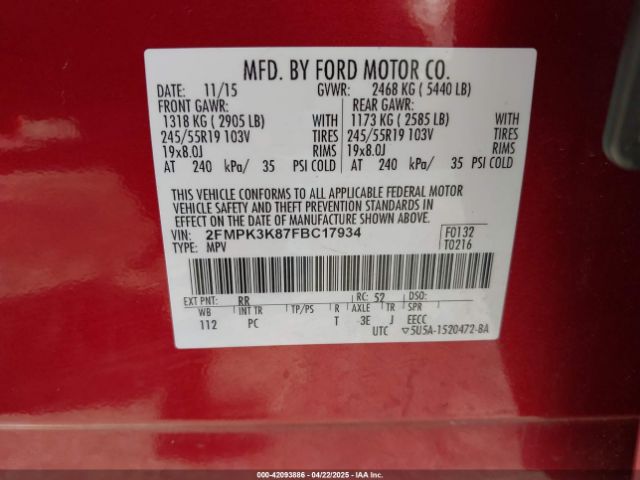 MFD. BY FORD MOTOR CO.
DATE: 11/15 GVWR: 2468 KG ( 5440 LB)
FRONT GAWR: REAR GAWR:
1318 KG ( 2905 LB) WITH 1173 KG ( 2585 LB) WITH
245/55R19 103V TIRES 245/55R19 103V TIRES
19x8.0J RIMS 19x8.0J RIMS
AT 240 kPa/ 35 PSI COLD AT 240 kPa/ 35 PSI COLD
THIS VEHICLE CONFORMS TO ALL APPLICABLE FEDERAL MOTOR
VEHICLE SAFETY AND THEFT PREVENTION STANDARDS IN
EFFECT ON THE DATE OF MANUFACTURE SHOWN ABOVE.
VIN: 2FMPK3K87FBC17934 F0132
TYPE: MPV T0216
EXT PNT: RR RC: 52 DSO:
WB INT TR TP/PS R AXLE TR SPR
112 PC T 3E J EECC
UTC ▽5U5A-1520472-BA
000-42093886 - 04/22/2025 - IAA Inc.